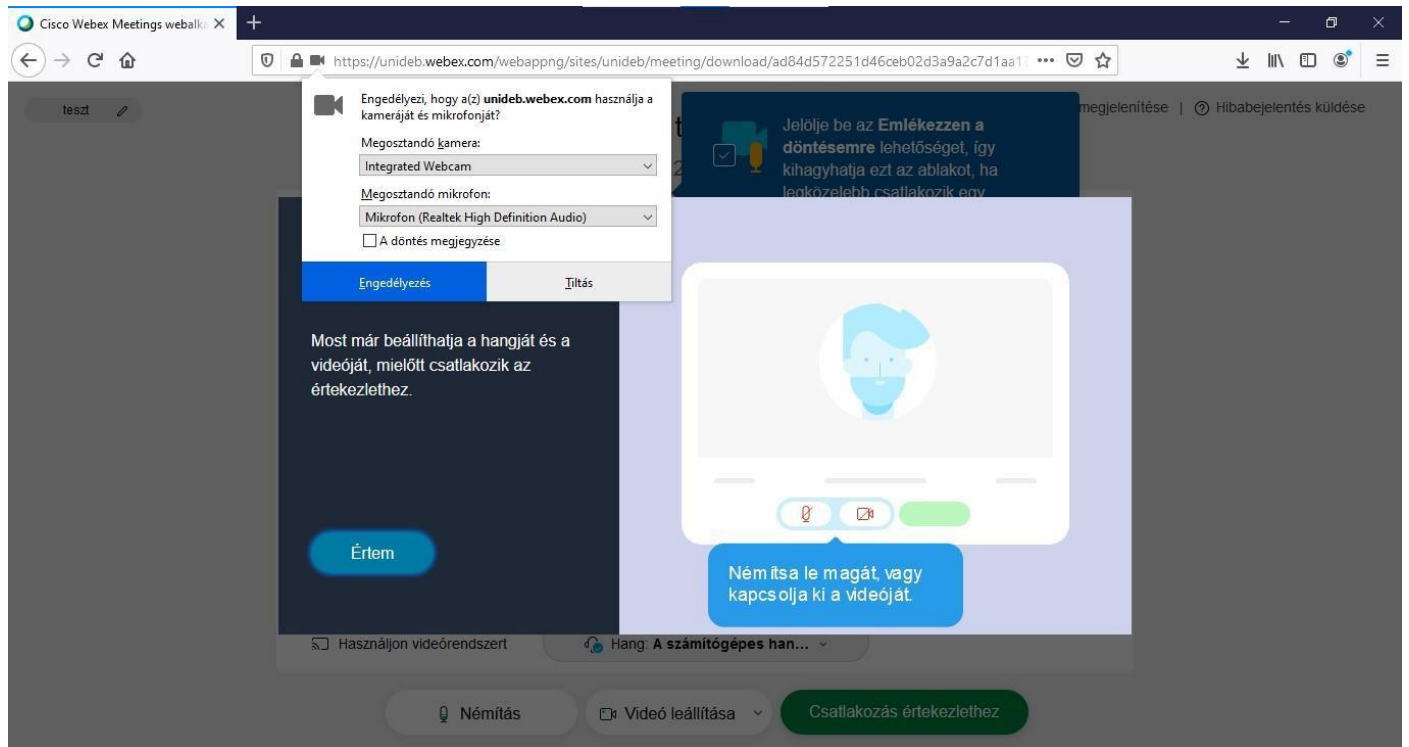 Cisco Webex Meetings webalk
https://unideb.webex.com/webappng/sites/unideb/meeting/download/ad84d572251d46ceb02d3a9a2c7d1aa1
teszt
megjelenítése | Hibabejelentés küldése
Engedélyezi, hogy a(z) unideb.webex.com használja a
kameráját és mikrofonját?
Megosztandó kamera:
Integrated Webcam
Megosztandó mikrofon:
Mikrofon (Realtek High Definition Audio)
A döntés megjegyzése
Engedélyezés
Tiltás
Jelölje be az Emlékezzen a
döntésemre lehetőséget, így
kihagyhatja ezt az ablakot, ha
legközelebb csatlakozik egy
Most már beállíthatja a hangját és a
videóját, mielőtt csatlakozik az
értekezlethez.
Értem
Némítsa le magát, vagy
kapcsolja ki a videóját.
Használjon videórendszert
Hang: A számítógépes han...
Némítás
Videó leállítása
Csatlakozás értekezlethez